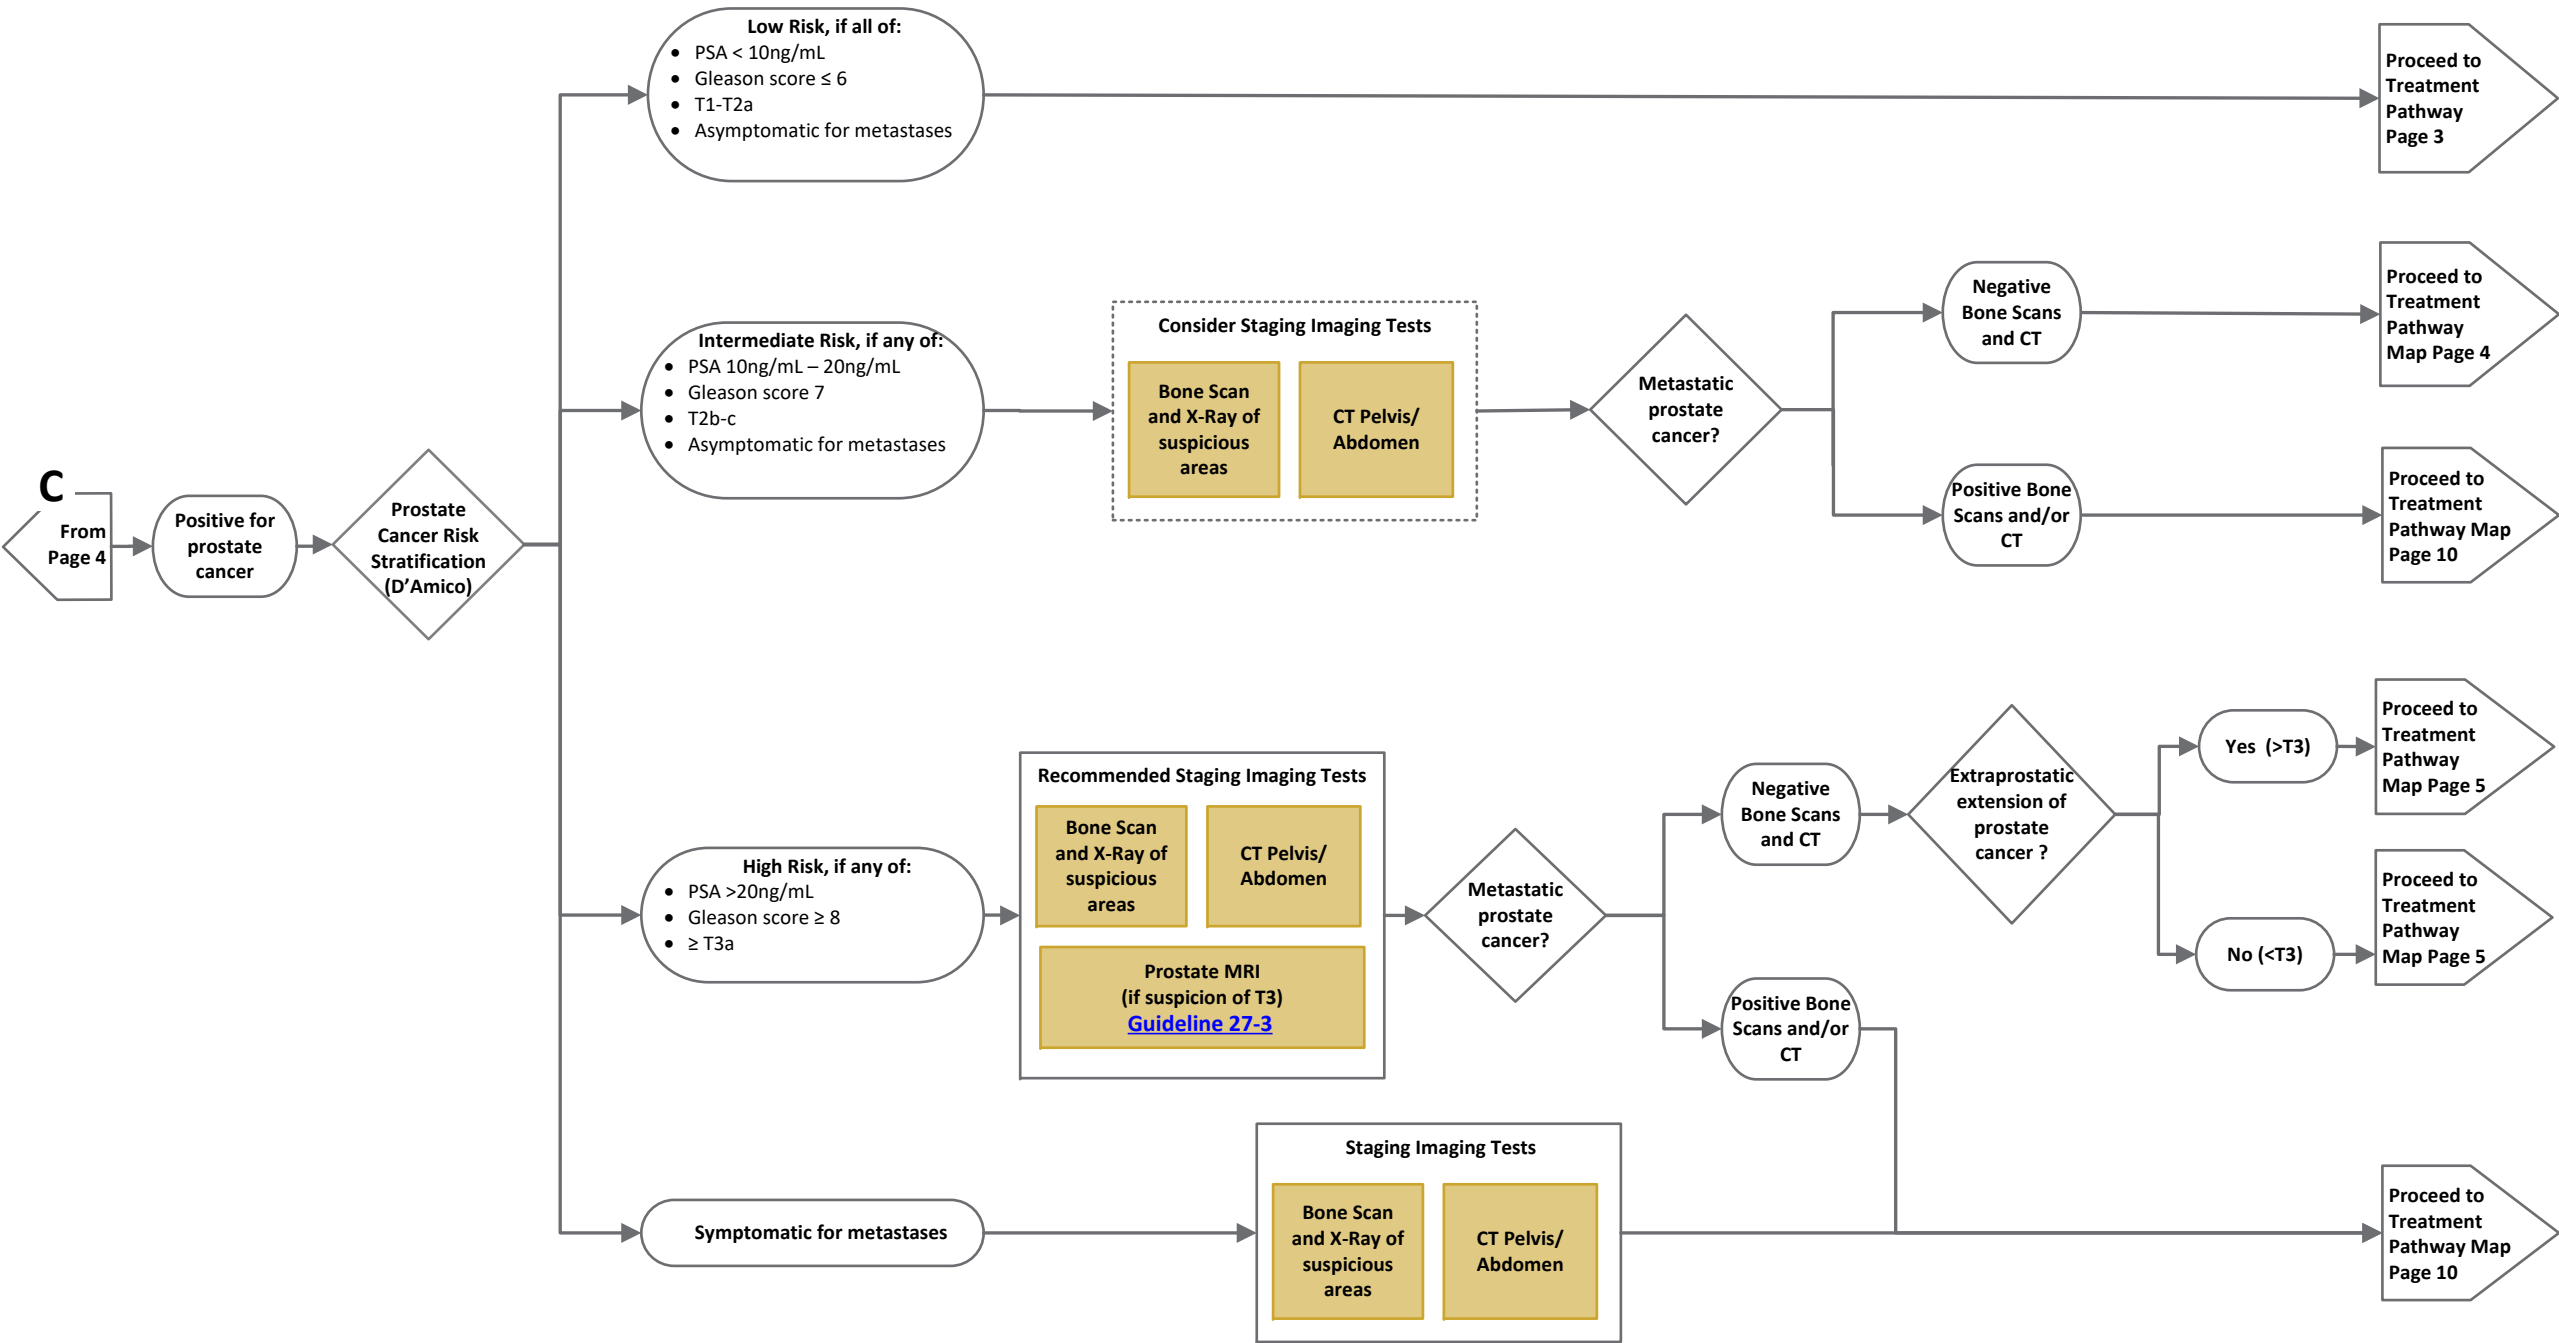 C
From
Page 4
Positive for
prostate
cancer
Prostate
Cancer Risk
Stratification
(D’Amico)
Low Risk, if all of:
• PSA < 10ng/mL
• Gleason score ≤ 6
• T1-T2a
• Asymptomatic for metastases
Proceed to
Treatment
Pathway
Page 3
Intermediate Risk, if any of:
• PSA 10ng/mL – 20ng/mL
• Gleason score 7
• T2b-c
• Asymptomatic for metastases
Consider Staging Imaging Tests
Bone Scan
and X-Ray of
suspicious
areas
CT Pelvis/
Abdomen
Metastatic
prostate
cancer?
Negative
Bone Scans
and CT
Proceed to
Treatment
Pathway
Map Page 4
Positive Bone
Scans and/or
CT
Proceed to
Treatment
Pathway Map
Page 10
High Risk, if any of:
• PSA >20ng/mL
• Gleason score ≥ 8
• ≥ T3a
Recommended Staging Imaging Tests
Bone Scan
and X-Ray of
suspicious
areas
CT Pelvis/
Abdomen
Prostate MRI
(if suspicion of T3)
Guideline 27-3
Metastatic
prostate
cancer?
Negative
Bone Scans
and CT
Extraprostatic
extension of
prostate
cancer ?
Yes (>T3)
Proceed to
Treatment
Pathway
Map Page 5
No (<T3)
Proceed to
Treatment
Pathway
Map Page 5
Positive Bone
Scans and/or
CT
Symptomatic for metastases
Staging Imaging Tests
Bone Scan
and X-Ray of
suspicious
areas
CT Pelvis/
Abdomen
Proceed to
Treatment
Pathway Map
Page 10